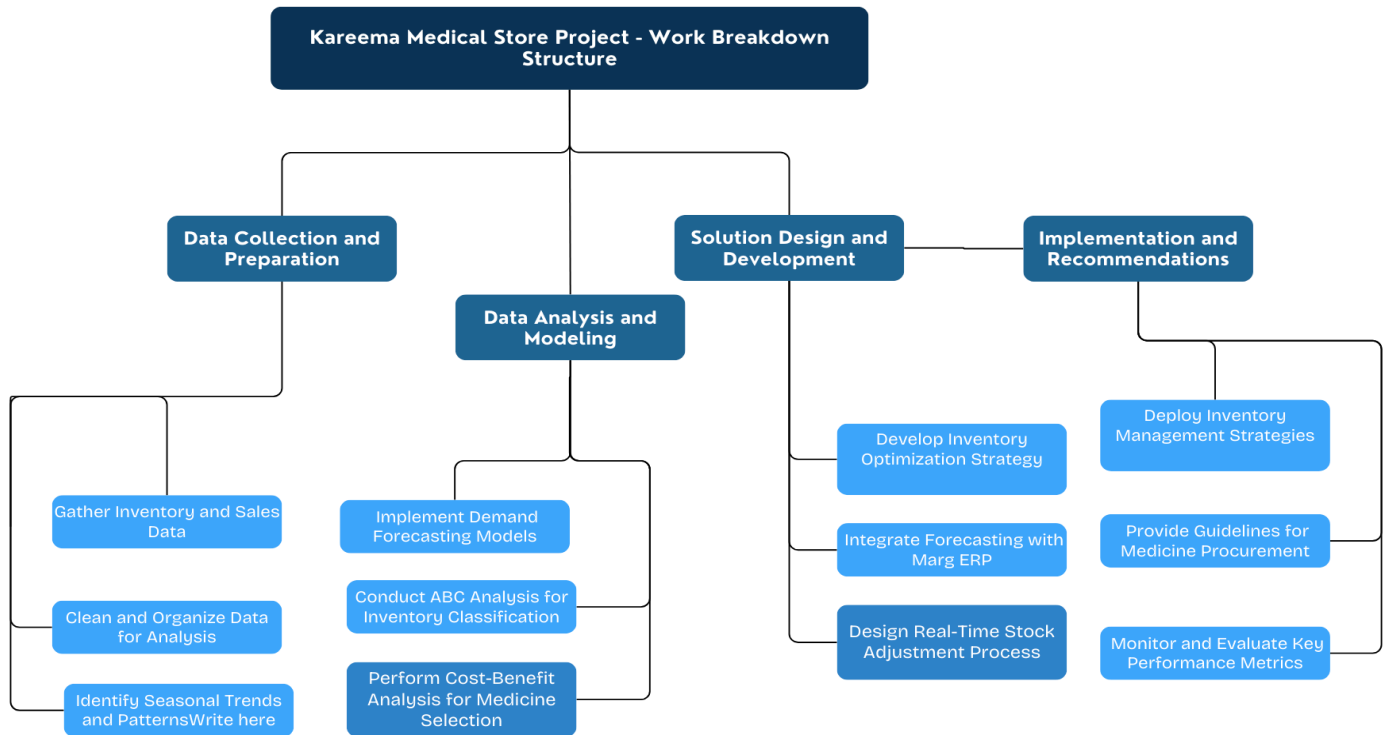 Kareema Medical Store Project - Work Breakdown
Structure
Data Collection and
Preparation
Data Analysis and
Modeling
Solution Design and
Development
Implementation and
Recommendations
Gather Inventory and Sales
Data
Clean and Organize Data
for Analysis
Identify Seasonal Trends
and PatternsWrite here
Implement Demand
Forecasting Models
Conduct ABC Analysis for
Inventory Classification
Perform Cost-Benefit
Analysis for Medicine
Selection
Develop Inventory
Optimization Strategy
Integrate Forecasting with
Marg ERP
Design Real-Time Stock
Adjustment Process
Deploy Inventory
Management Strategies
Provide Guidelines for
Medicine Procurement
Monitor and Evaluate Key
Performance Metrics